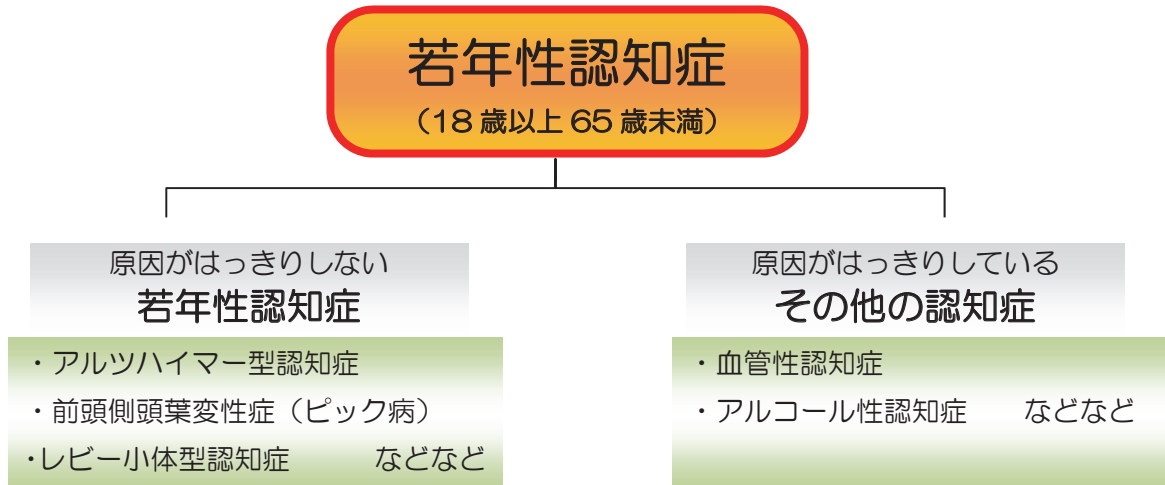 若年性認知症
（18 歳以上 65 歳未満）
原因がはっきりしない
若年性認知症
・アルツハイマー型認知症
・前頭側頭葉変性症（ピック病）
・レビー小体型認知症　　などなど
原因がはっきりしている
その他の認知症
・血管性認知症
・アルコール性認知症　　などなど